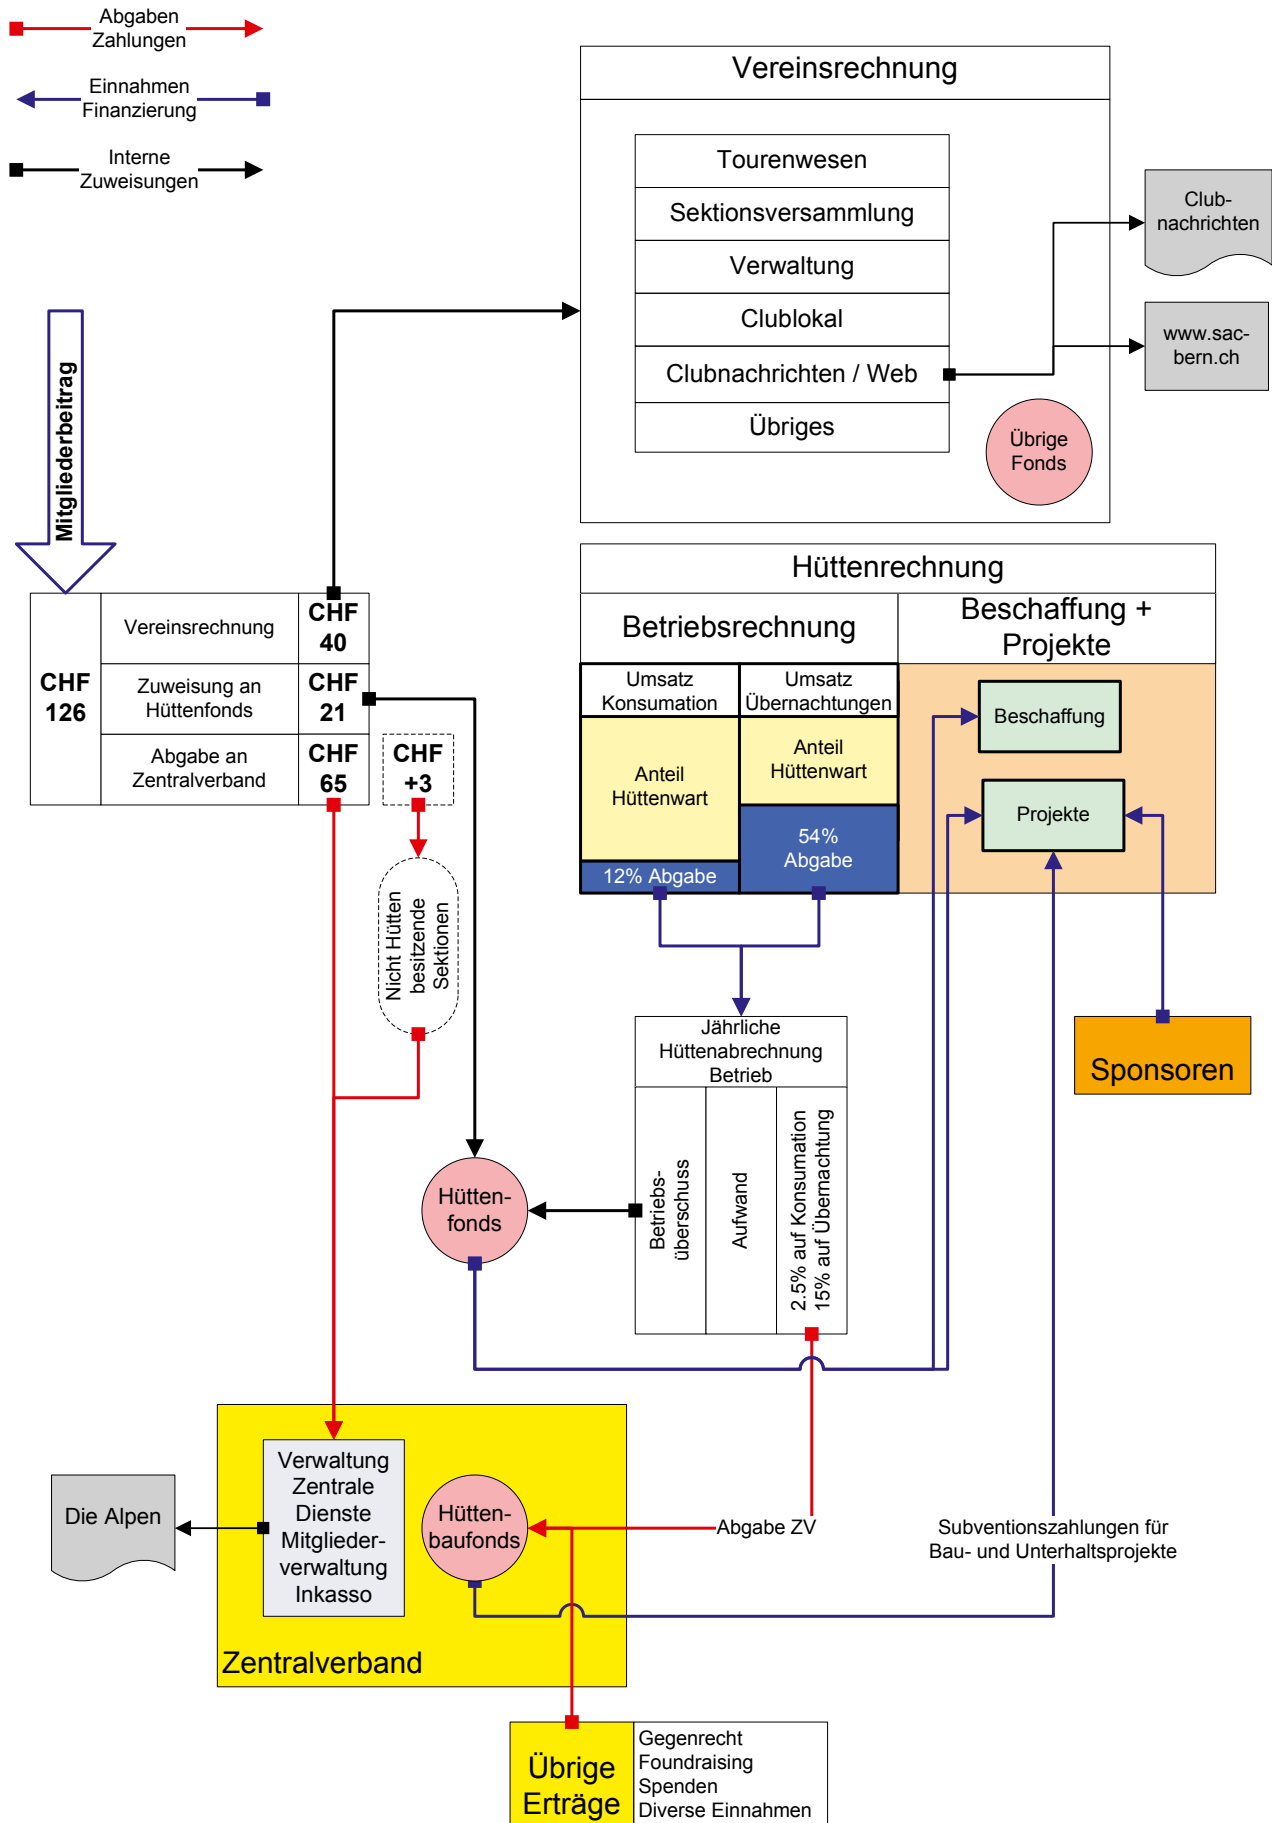 Abgaben
Zahlungen
Einnahmen
Finanzierung
Interne
Zuweisungen
Vereinsrechnung
Tourenwesen
Sektionsversammlung
Verwaltung
Clublokal
Clubnachrichten / Web
Übriges
Übrige
Fonds
Club-
nachrichten
www.sac-
bern.ch
Mitgliederbeitrag
CHF
126
Vereinsrechnung
CHF
40
Zuweisung an
Hüttenfonds
CHF
21
Abgabe an
Zentralverband
CHF
65
CHF
+3
Nicht Hütten
besitzende
Sektionen
Hüttenrechnung
Betriebsrechnung
Beschaffung +
Projekte
Umsatz
Konsumation
Umsatz
Übernachtungen
Anteil
Hüttenwart
Anteil
Hüttenwart
12% Abgabe
54%
Abgabe
Beschaffung
Projekte
Sponsoren
Jährliche
Hüttenabrechnung
Betrieb
Betriebs-
überschuss
Aufwand
2.5% auf Konsumation
15% auf Übernachtung
Hütten-
fonds
Verwaltung
Zentrale
Dienste
Mitglieder-
verwaltung
Inkasso
Die Alpen
Hütten-
baufonds
Zentralverband
Abgabe ZV
Subventionszahlungen für
Bau- und Unterhaltsprojekte
Übrige
Erträge
Gegenrecht
Foundraising
Spenden
Diverse Einnahmen